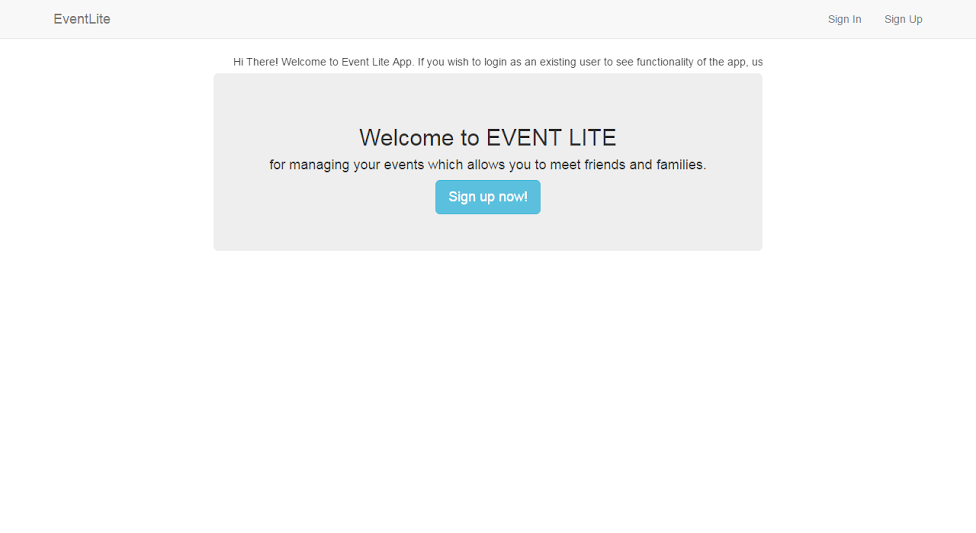 EventLite
Sign In
Sign Up
Hi There! Welcome to Event Lite App. If you wish to login as an existing user to see functionality of the app, us
Welcome to EVENT LITE
for managing your events which allows you to meet friends and families.
Sign up now!